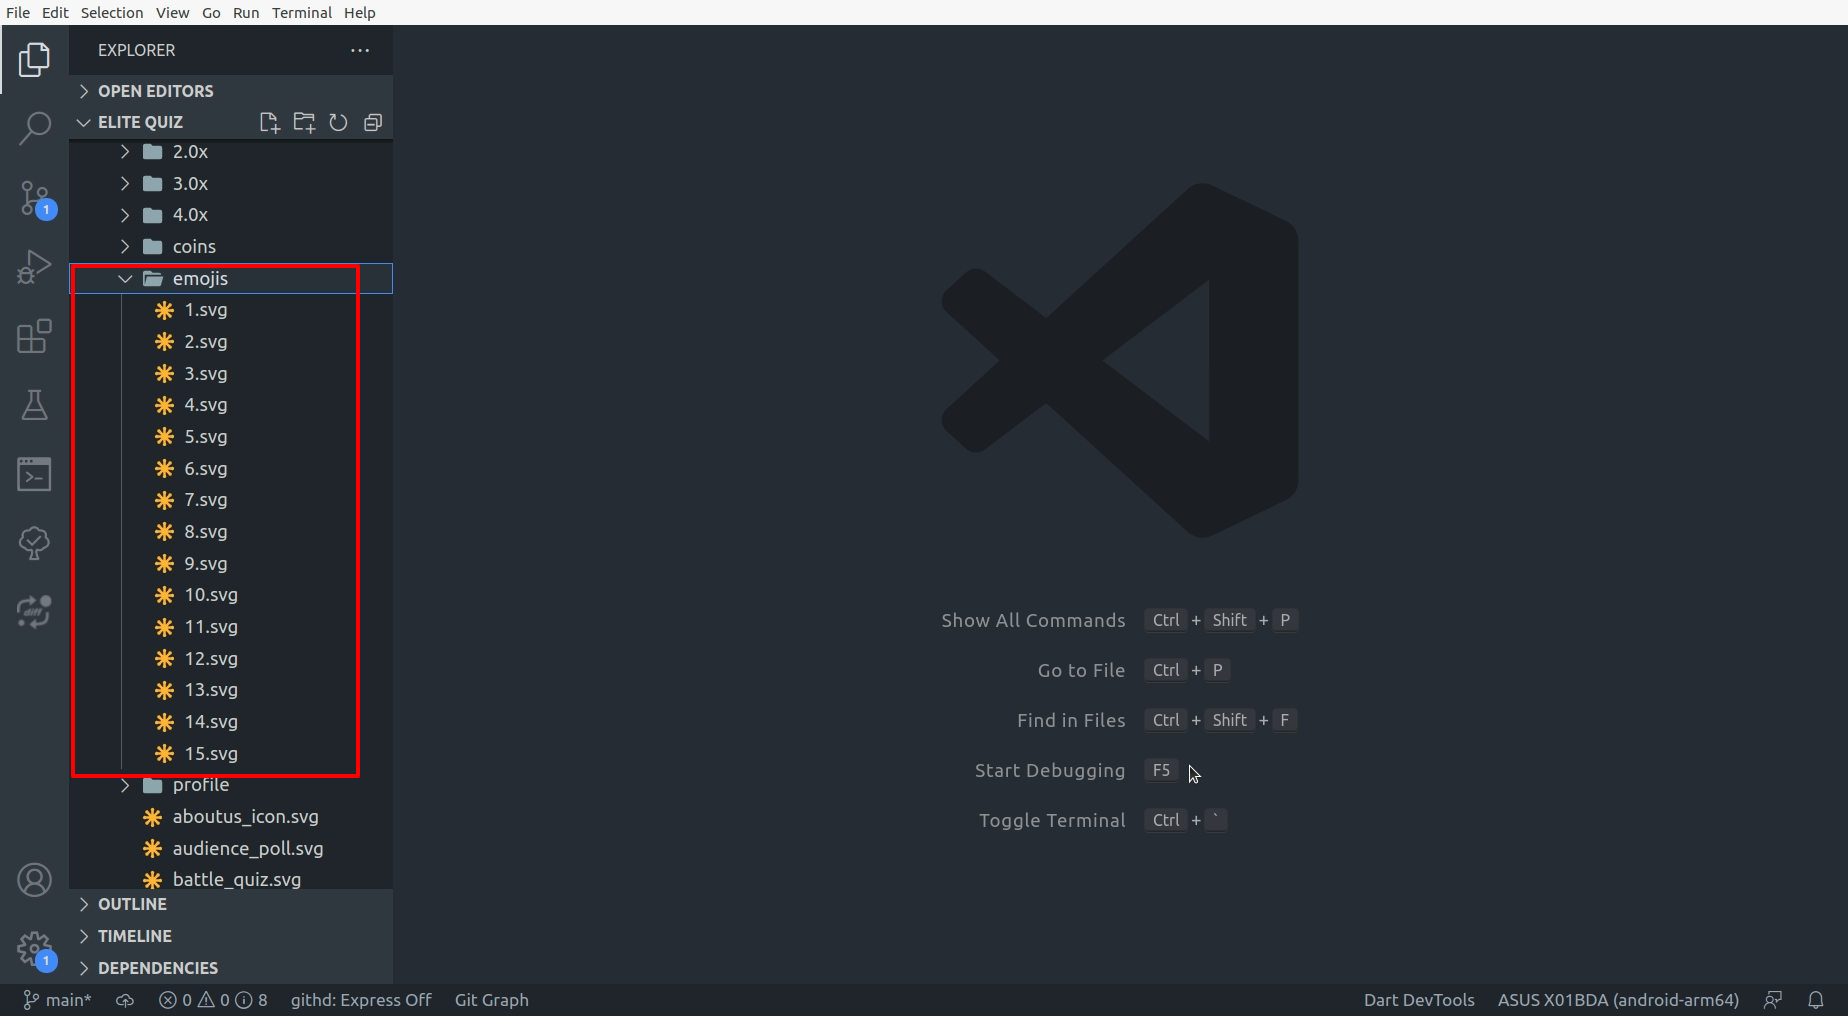 File Edit Selection View Go Run Terminal Help
EXPLORER
OPEN EDITORS
ELITE QUIZ
2.0x
3.0x
4.0x
coins
emojis
1.svg
2.svg
3.svg
4.svg
5.svg
6.svg
7.svg
8.svg
9.svg
10.svg
11.svg
12.svg
13.svg
14.svg
15.svg
profile
aboutus_icon.svg
audience_poll.svg
battle_quiz.svg
OUTLINE
TIMELINE
DEPENDENCIES
1
diff
1
Show All Commands Ctrl + Shift + P
Go to File Ctrl + P
Find in Files Ctrl + Shift + F
Start Debugging F5
Toggle Terminal Ctrl + `
main* 0 0 8 githd: Express Off Git Graph Dart DevTools ASUS X01BDA (android-arm64)